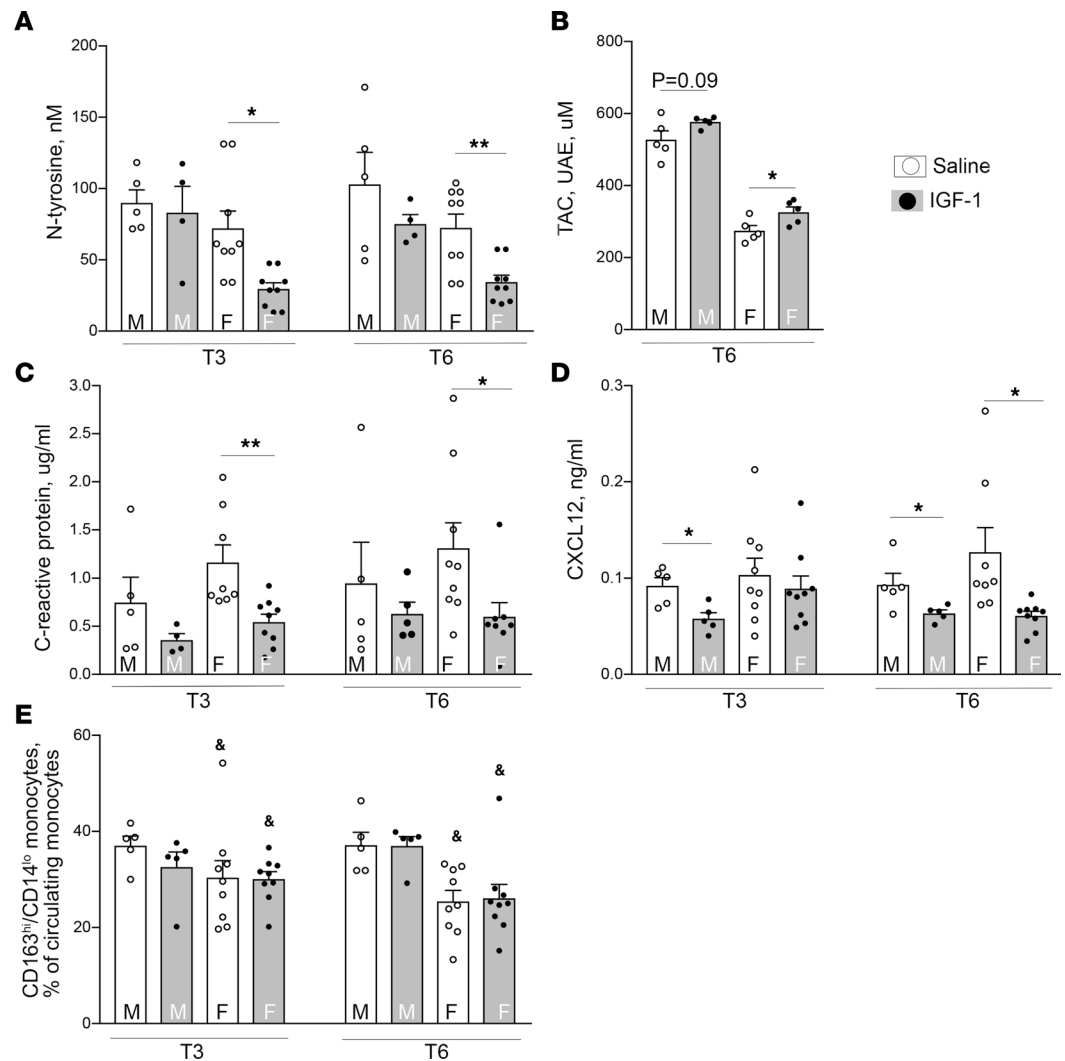 A
N-tyrosine, nM
200
150
100
50
0
*
**
M M F F
M M F F
T3
T6
B
TAC, UAE, uM
800
600
400
200
0
P=0.09
*
M M F F
T6
Saline
IGF-1
C
C-reactive protein, ug/ml
3.0
2.5
2.0
1.5
1.0
0.5
0.0
**
*
M M F F
M M F F
T3
T6
D
CXCL12, ng/ml
0.3
0.2
0.1
0.0
*
*
*
M M F F
M M F F
T3
T6
E
CD163hi/CD14lo monocytes,
% of circulating monocytes
60
40
20
0
&
&
&
&
M M F F
M M F F
T3
T6